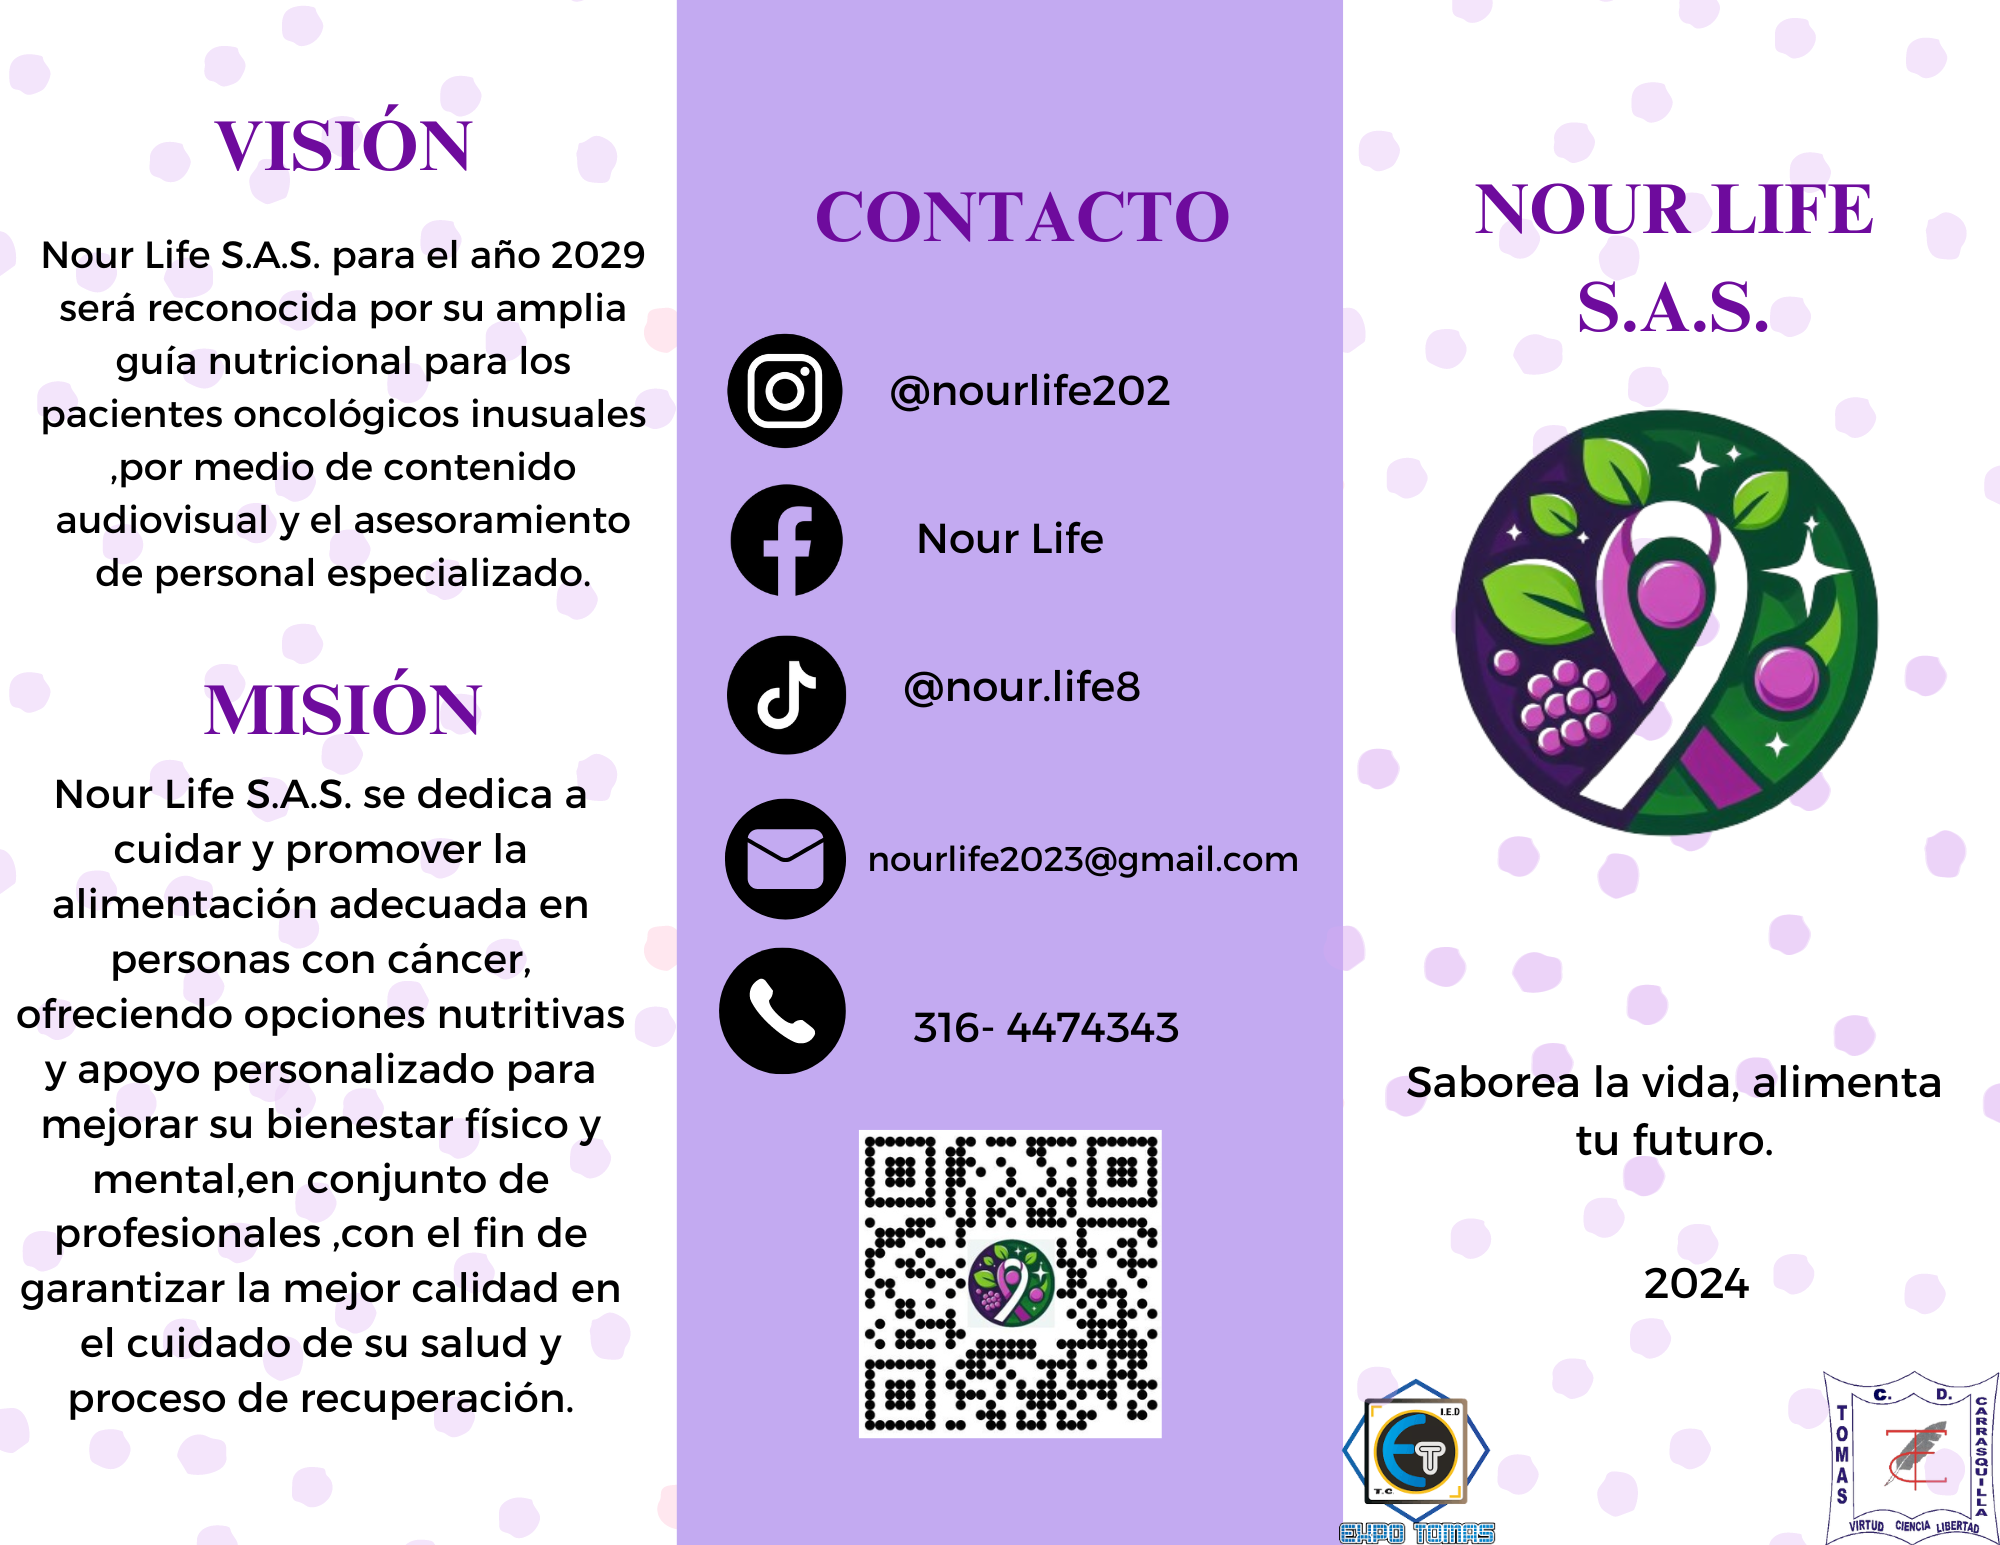 VISIÓN
Nour Life S.A.S. para el año 2029
será reconocida por su amplia
guía nutricional para los
pacientes oncológicos inusuales
,por medio de contenido
audiovisual y el asesoramiento
de personal especializado.
MISIÓN
Nour Life S.A.S. se dedica a
cuidar y promover la
alimentación adecuada en
personas con cáncer,
ofreciendo opciones nutritivas
y apoyo personalizado para
mejorar su bienestar físico y
mental,en conjunto de
profesionales ,con el fin de
garantizar la mejor calidad en
el cuidado de su salud y
proceso de recuperación.
CONTACTO
@nourlife202
Nour Life
@nour.life8
nourlife2023@gmail.com
316- 4474343
NOUR LIFE
S.A.S.
Saborea la vida, alimenta
tu futuro.
2024
I.E.D
ET
T.C.
EXPO TOMAS
C. D.
TOMAS
CARRASQUILLA
VIRTUD CIENCIA LIBERTAD